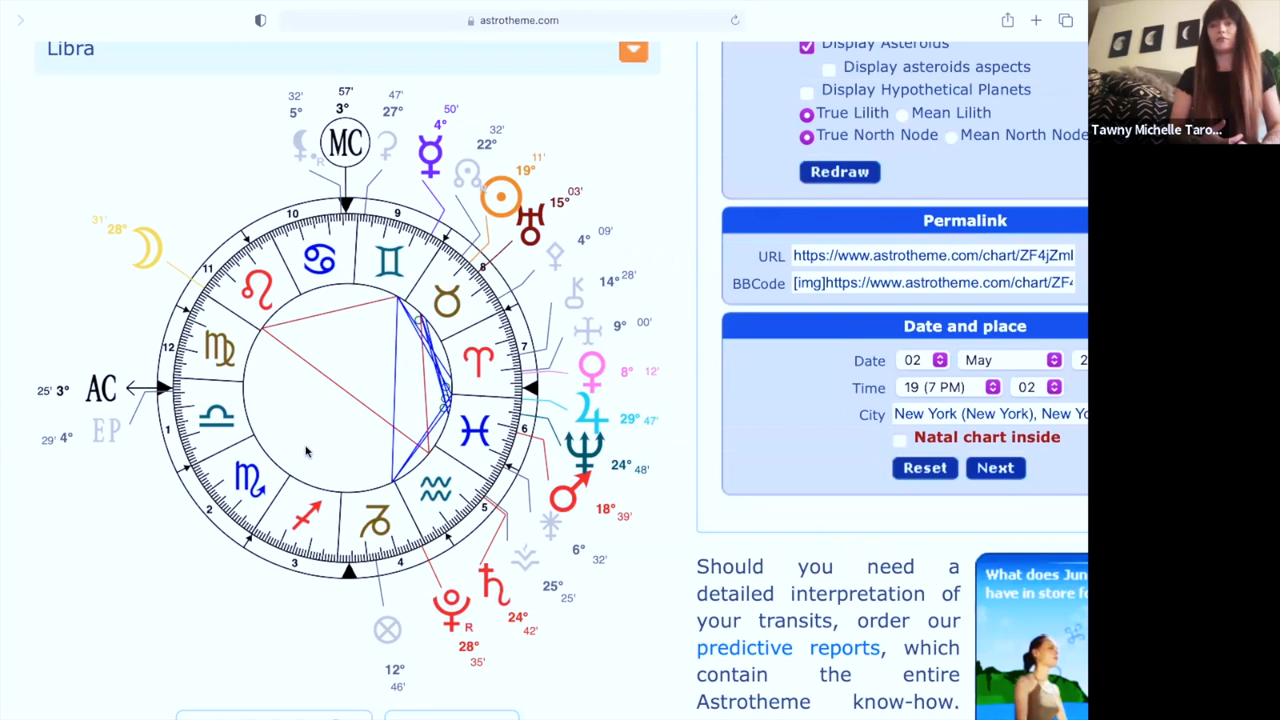 astrotheme.com
Libra
Display Asteroids
Display asteroids aspects
Display Hypothetical Planets
True Lilith Mean Lilith
True North Node Mean North Node
Redraw
Permalink
URL https://www.astrotheme.com/chart/ZF4jZml
BBCode [img]https://www.astrotheme.com/chart/ZF4
Date and place
Date 02 May 2
Time 19 (7 PM) 02
City New York (New York), New Yo
Natal chart inside
Reset Next
Should you need a
detailed interpretation of
your transits, order our
predictive reports, which
contain the entire
Astrotheme know-how.
What does Jun
have in store fo
Tawny Michelle Taro...
32' 5°
R
57' 3°
MC
47' 27°
50' 4°
32' 22°
11' 19°
03' 15°
09' 4°
28' 14°
00' 9°
12' 8°
47' 29°
48' 24°
39' 18°
6° 32'
25° 25'
24° 42'
R
28° 35'
12° 46'
31' 28°
25' 3° AC
29' 4° EP
10
9
8
7
6
5
4
3
2
1
12
11